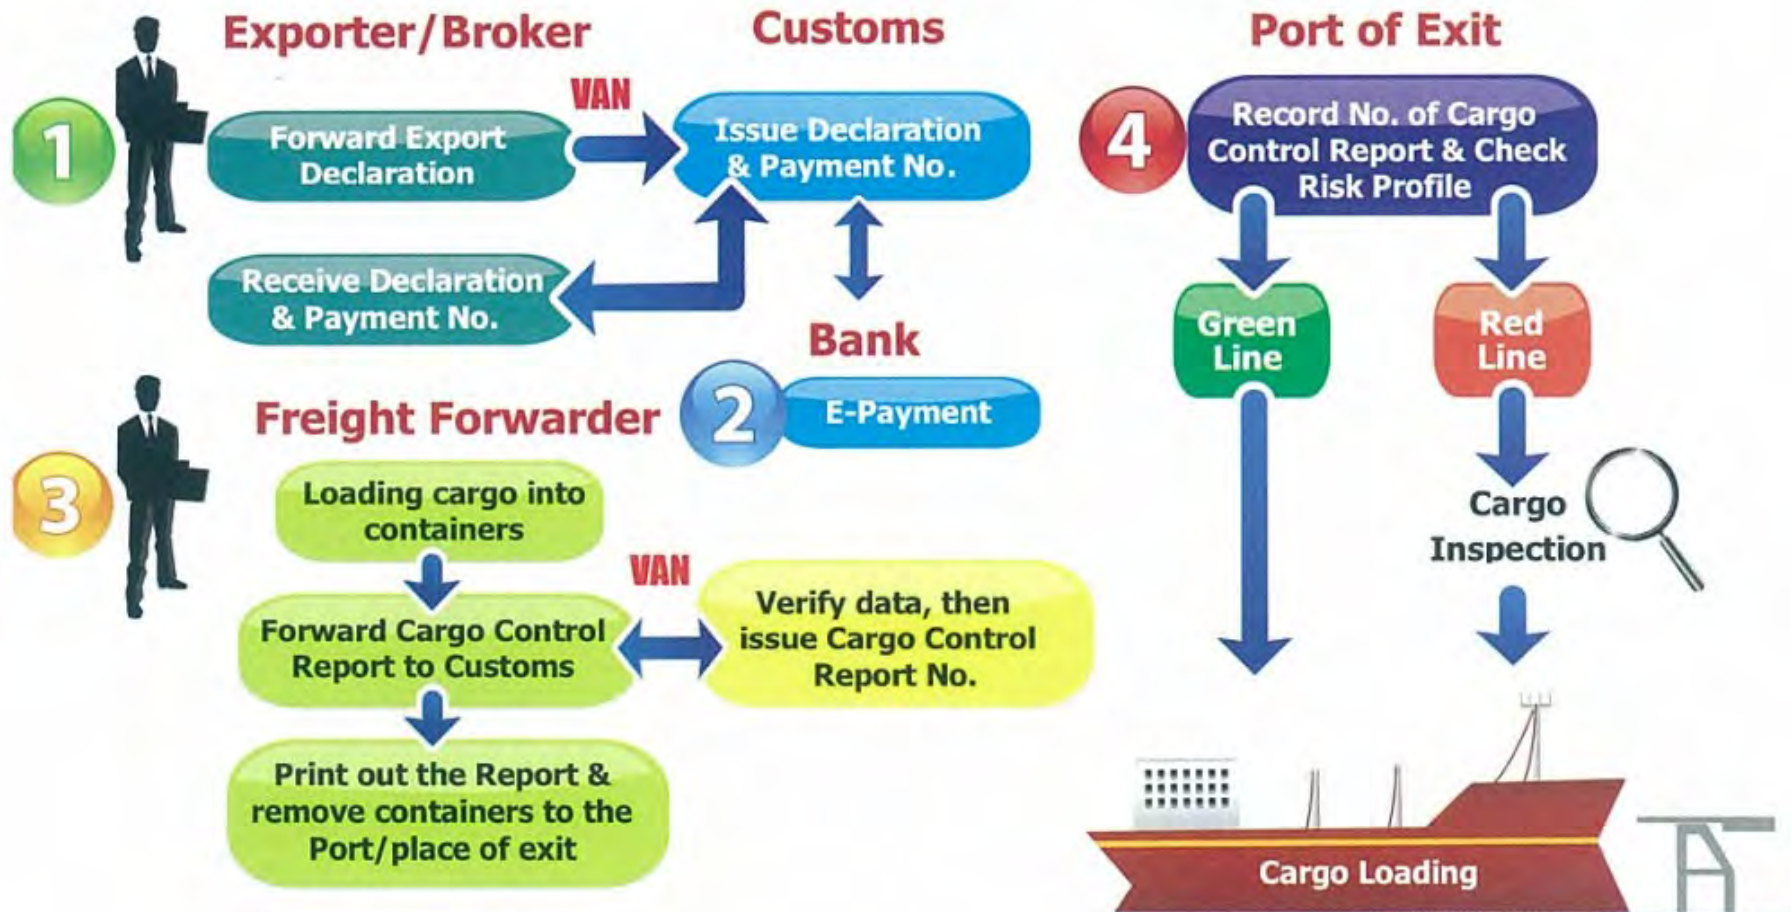 Exporter/Broker
1
VAN
Forward Export
Declaration
Receive Declaration
& Payment No.
Customs
Issue Declaration
& Payment No.
Bank
2
E-Payment
3
Freight Forwarder
Loading cargo into
containers
Forward Cargo Control
Report to Customs
VAN
Verify data, then
issue Cargo Control
Report No.
Print out the Report &
remove containers to the
Port/place of exit
Port of Exit
4
Record No. of Cargo
Control Report & Check
Risk Profile
Green
Line
Red
Line
Cargo
Inspection
Cargo Loading